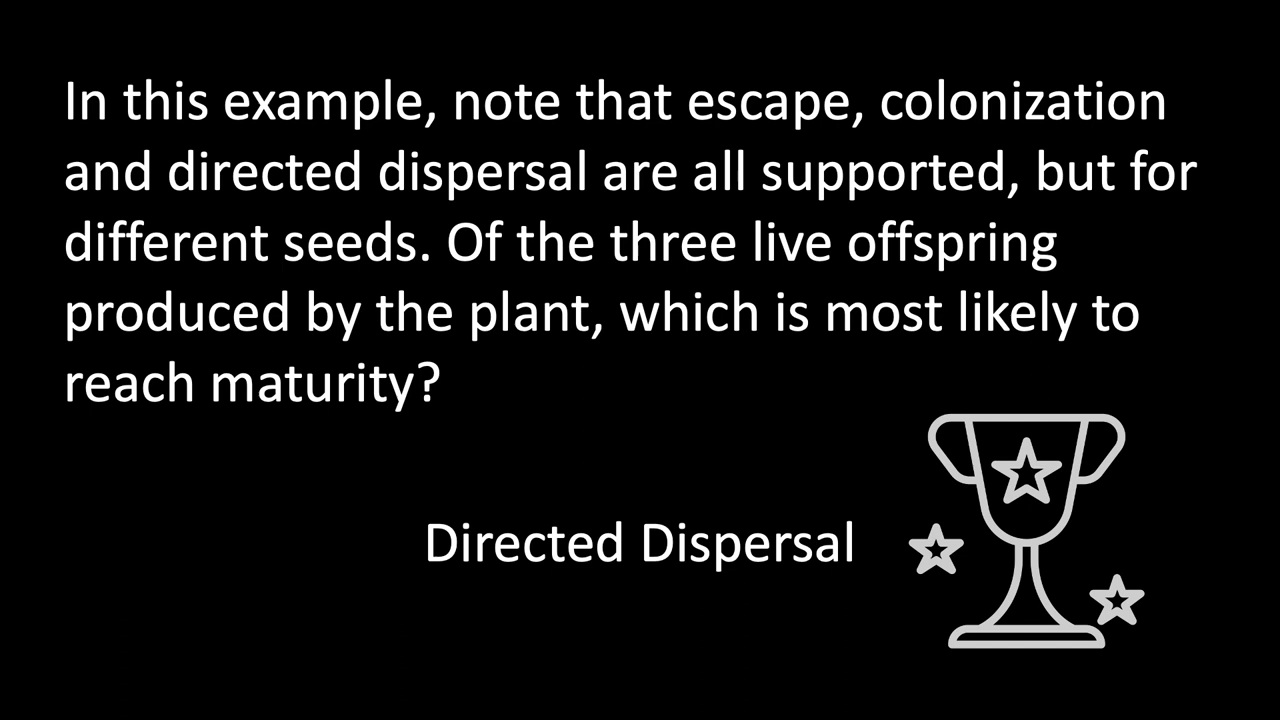 In this example, note that escape, colonization
and directed dispersal are all supported, but for
different seeds. Of the three live offspring
produced by the plant, which is most likely to
reach maturity?
Directed Dispersal